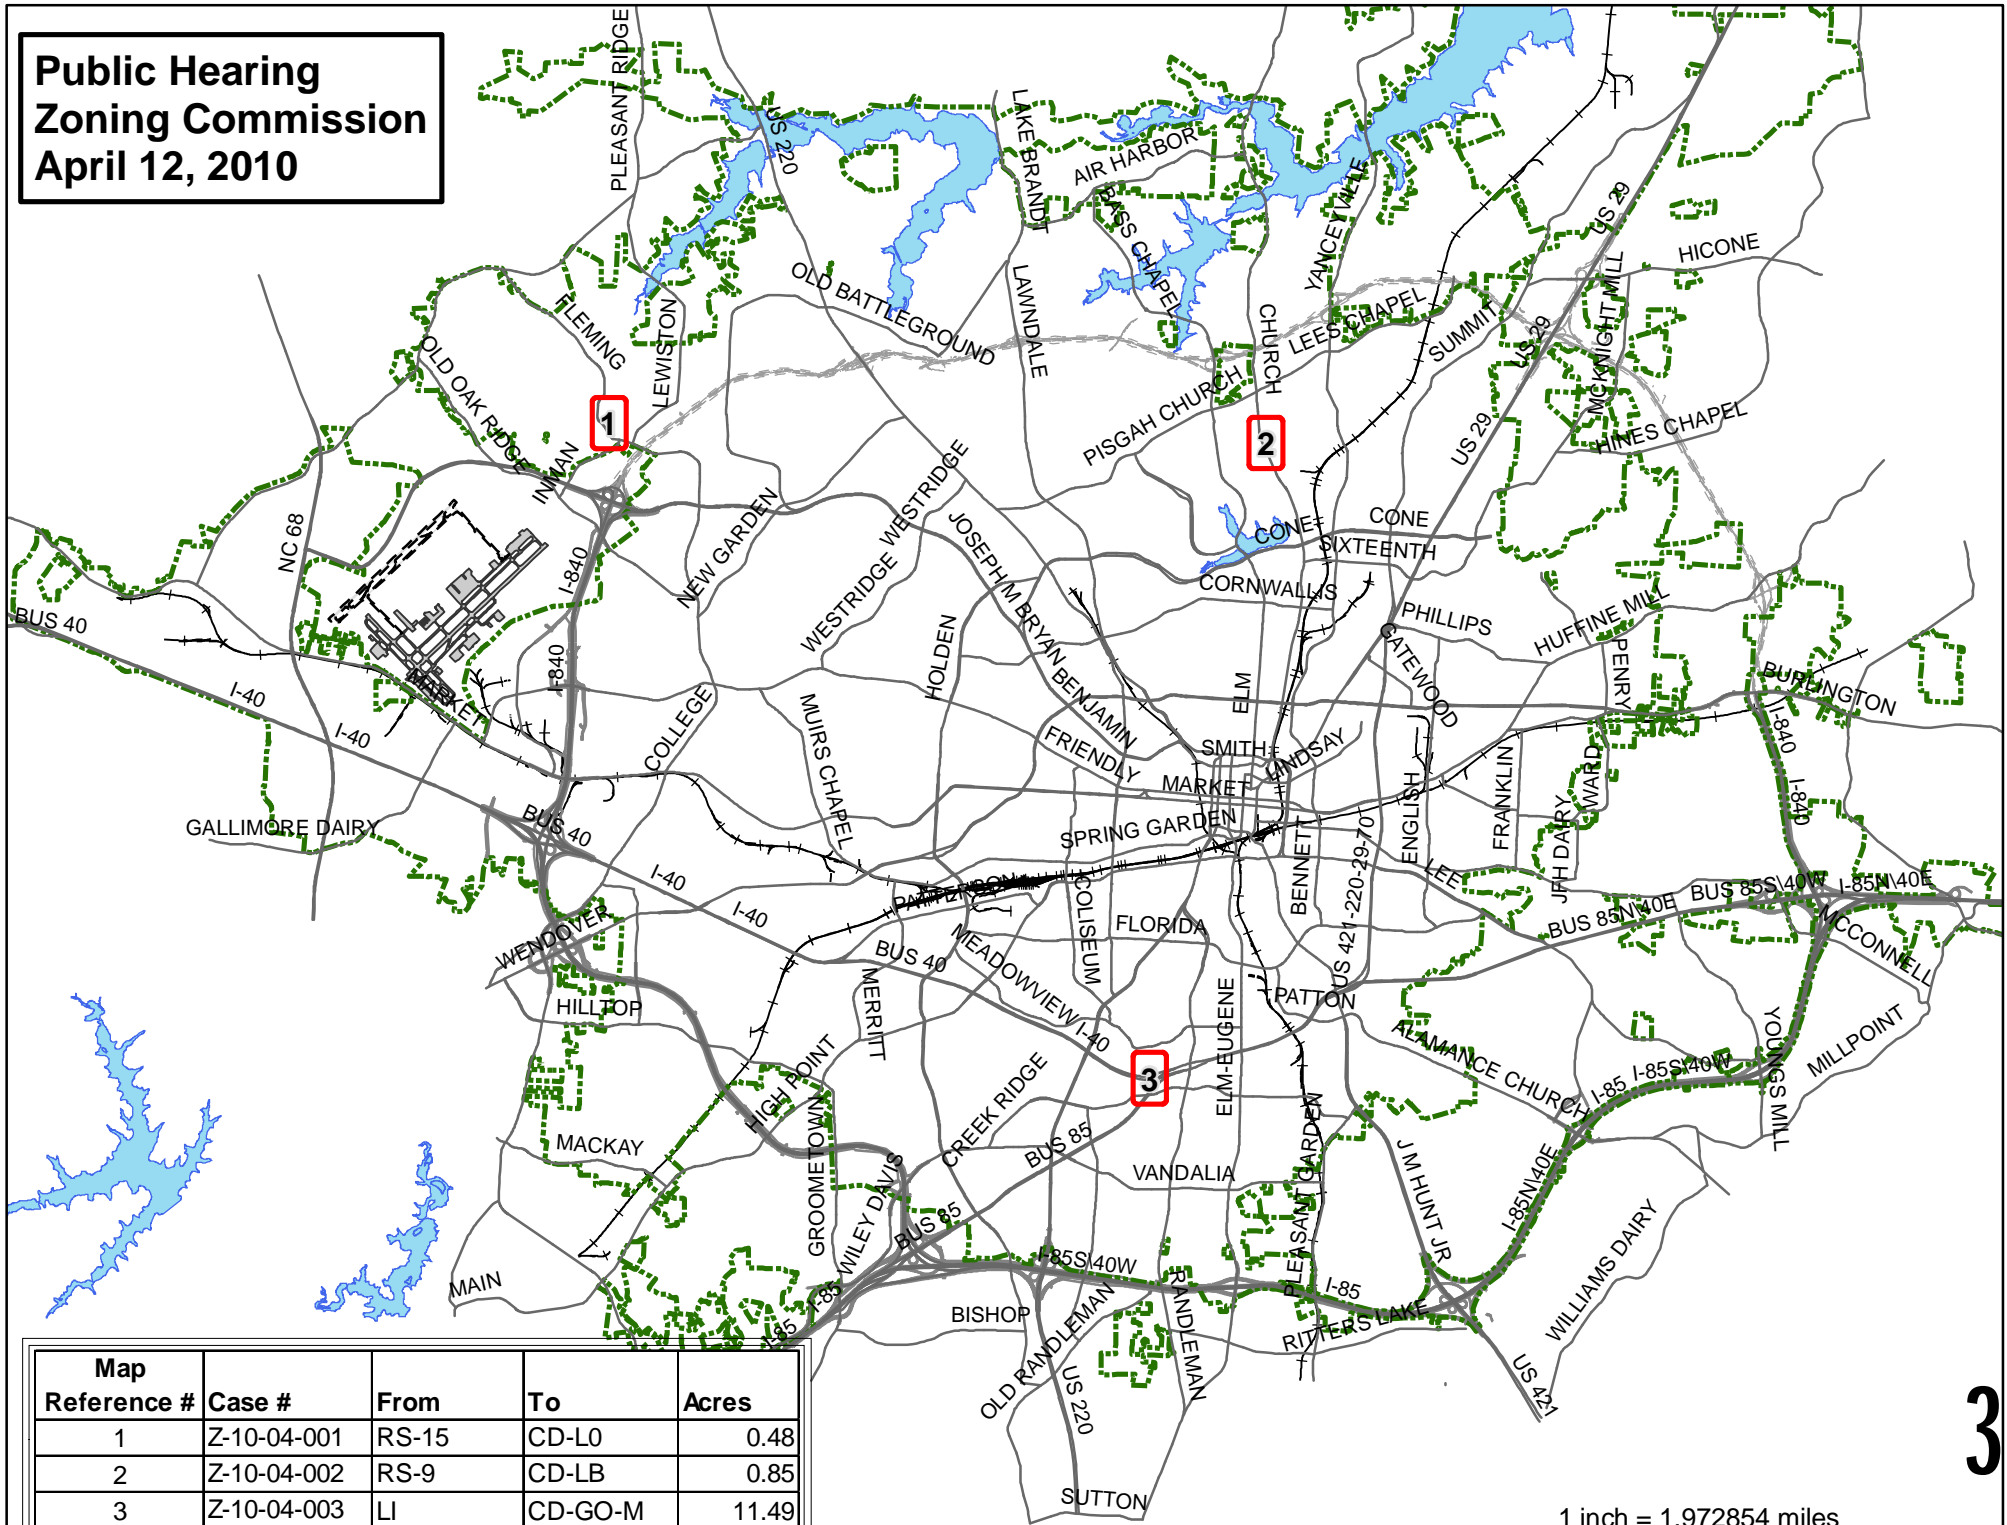 Public Hearing
Zoning Commission
April 12, 2010
PLEASANT RIDGE
US 220
LAKE BRANDT
AIR HARBOR
BASS CHAPEL
YANCEYVILLE
US 29
HICONE
MCKNIGHT MILL
FLEMING
LEWISTON
OLD BATTLEGROUND
LAWNDALE
CHURCH
LEES CHAPEL
SUMMIT
US 29
OLD OAK RIDGE
INMAN
1
PISGAH CHURCH
2
US 29
HINES CHAPEL
NC 68
I-840
NEW GARDEN
WESTRIDGE
WESTRIDGE
JOSEPH M BRYAN
CONE
CONE
SIXTEENTH
CORNWALLIS
PHILLIPS
HUFFINE MILL
BUS 40
I-840
HOLDEN
BENJAMIN
GATEWOOD
PENRY
BURLINGTON
I-40
MARKET
I-40
COLLEGE
MUIRS CHAPEL
ELM
FRIENDLY
SMITH
LINDSAY
MARKET
I-840
I-840
GALLIMORE DAIRY
BUS 40
SPRING GARDEN
BENNETT
US 421-220-29-70
ENGLISH
FRANKLIN
WARD
JFH DAIRY
LEE
I-40
PATTERSON
I-40
COLISEUM
FLORIDA
BUS 85N\40E
BUS 85S\40W
I-85N\40E
MCCONNELL
WENDOVER
BUS 40
MEADOWVIEW
MERRITT
HILLTOP
I-40
ELM-EUGENE
PATTON
ALAMANCE CHURCH
YOUNGS MILL
MILLPOINT
3
I-85
I-85S\40W
HIGH POINT
GROOMETOWN
CREEK RIDGE
BUS 85
MACKAY
VANDALIA
PLEASANT GARDEN
J M HUNT JR
I-85N\40E
WILEY DAVIS
BUS 85
I-85S\40W
WILLIAMS DAIRY
MAIN
I-85
I-85
BISHOP
OLD RANDLEMAN
RANDLEMAN
I-85
RITTERS LAKE
US 220
US 421
SUTTON
Map
Reference # Case # From To Acres
1 Z-10-04-001 RS-15 CD-L0 0.48
2 Z-10-04-002 RS-9 CD-LB 0.85
3 Z-10-04-003 LI CD-GO-M 11.49
3
1 inch = 1.972854 miles